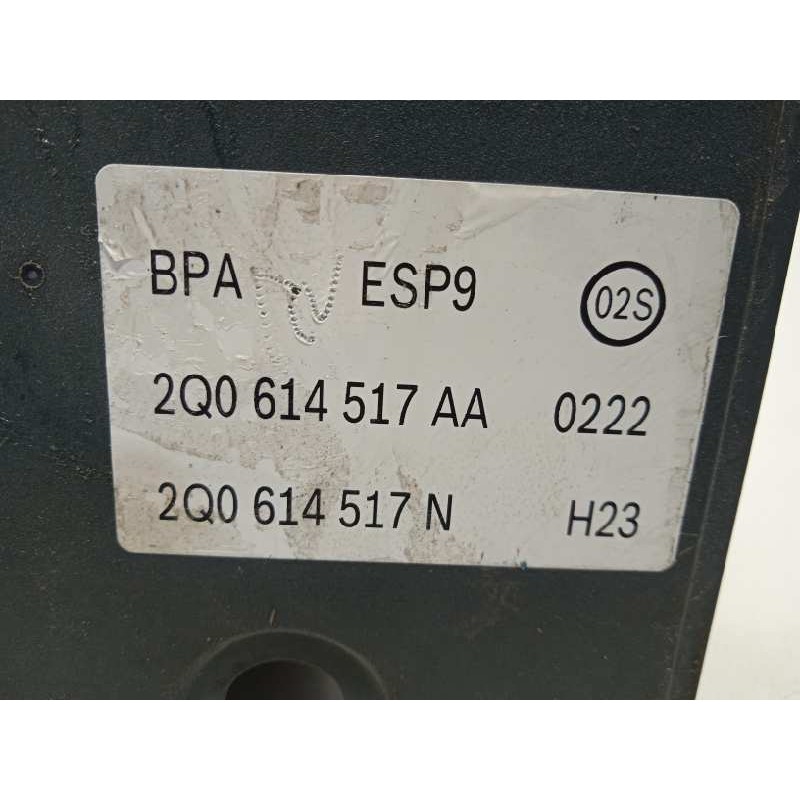 BPA ESP9 02S
2Q0 614 517 AA 0222
2Q0 614 517 N H23